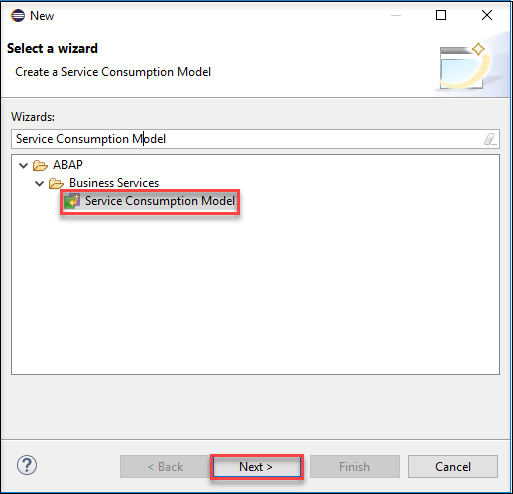 New
Select a wizard
Create a Service Consumption Model
Wizards:
Service Consumption Model
ABAP
Business Services
Service Consumption Model
?
< Back
Next >
Finish
Cancel